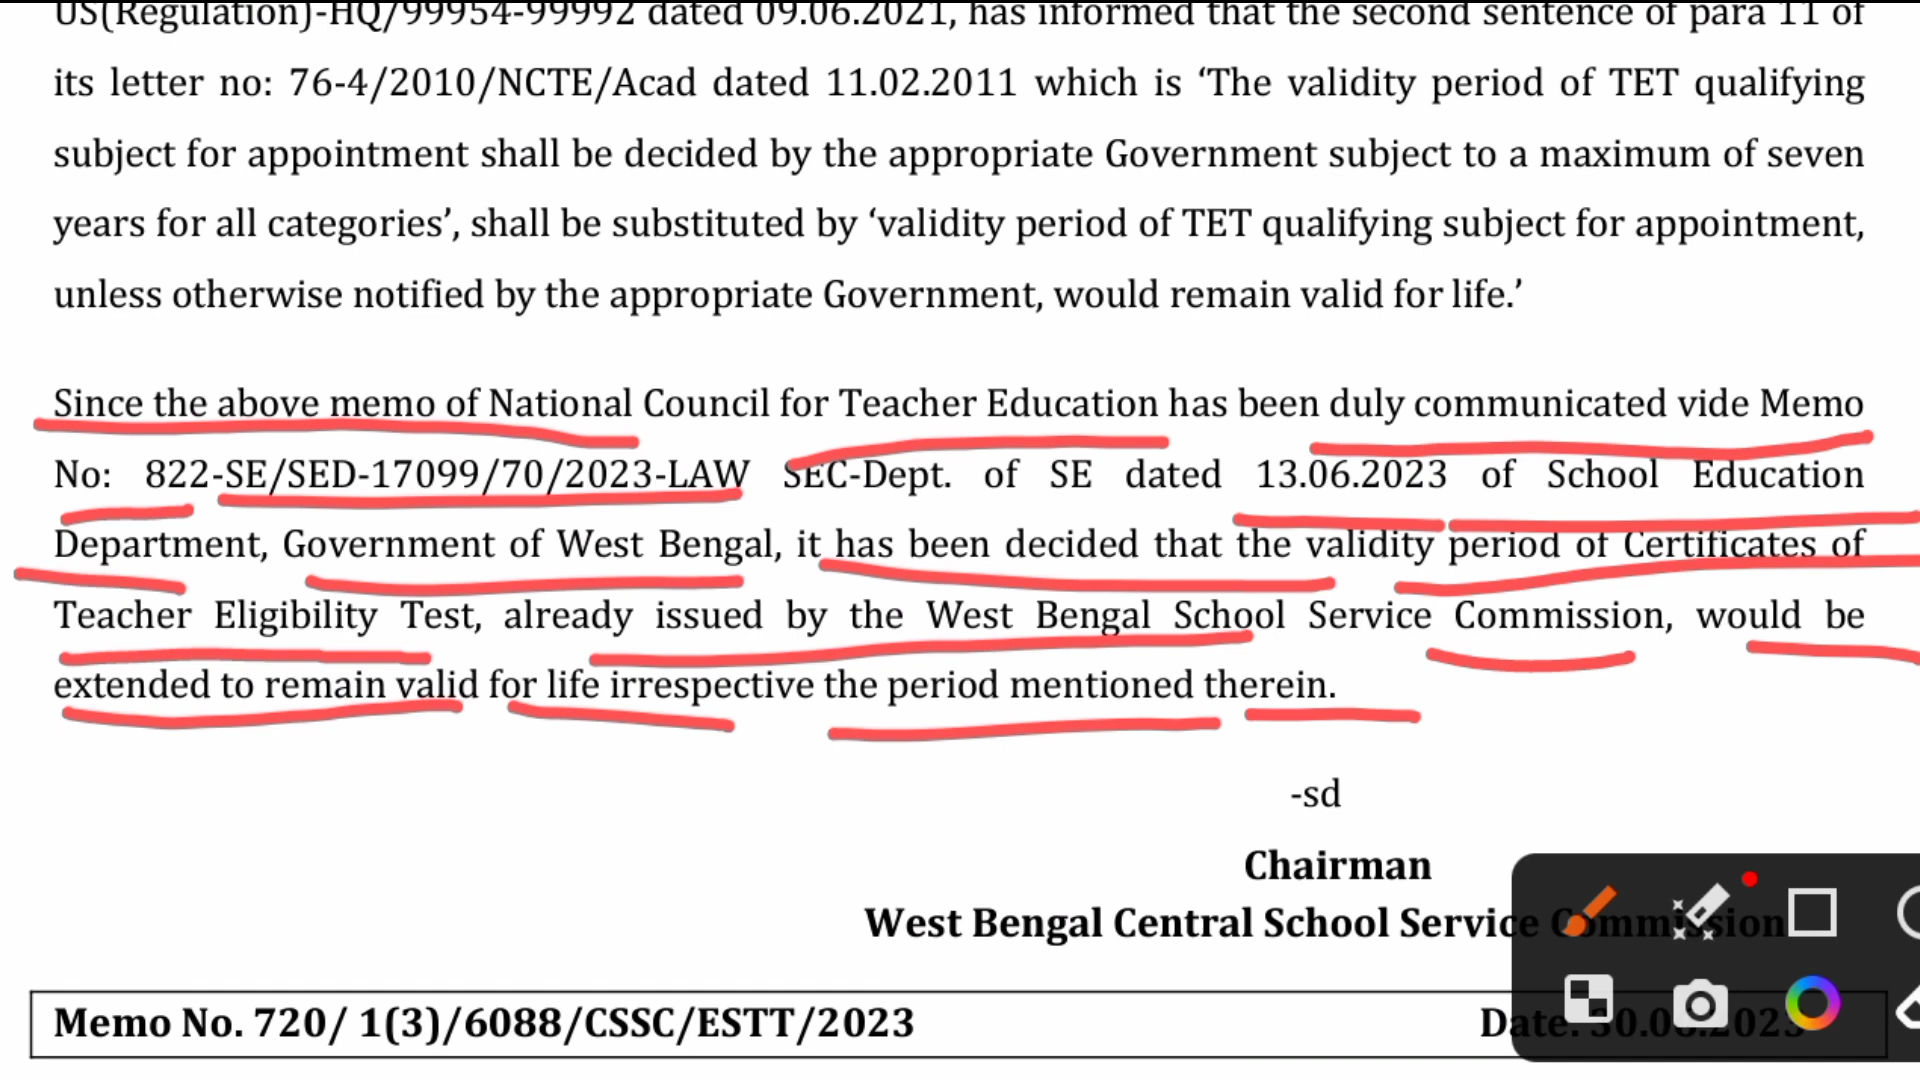 US(Regulation)-HQ/99954-99992 dated 09.06.2021, has informed that the second sentence of para 11 of
its letter no: 76-4/2010/NCTE/Acad dated 11.02.2011 which is ‘The validity period of TET qualifying
subject for appointment shall be decided by the appropriate Government subject to a maximum of seven
years for all categories’, shall be substituted by ‘validity period of TET qualifying subject for appointment,
unless otherwise notified by the appropriate Government, would remain valid for life.’
Since the above memo of National Council for Teacher Education has been duly communicated vide Memo
No: 822-SE/SED-17099/70/2023-LAW SEC-Dept. of SE dated 13.06.2023 of School Education
Department, Government of West Bengal, it has been decided that the validity period of Certificates of
Teacher Eligibility Test, already issued by the West Bengal School Service Commission, would be
extended to remain valid for life irrespective the period mentioned therein.
-sd
Chairman
West Bengal Central School Service Commission
Memo No. 720/ 1(3)/6088/CSSC/ESTT/2023 Date: